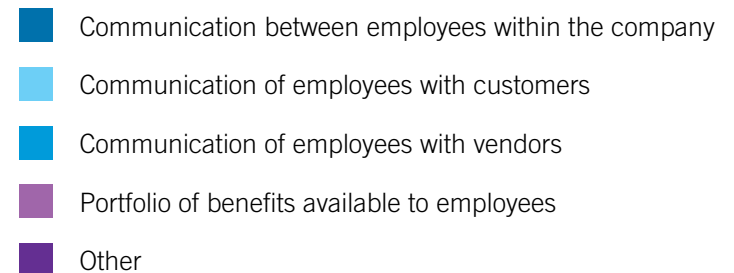 Communication between employees within the company
Communication of employees with customers
Communication of employees with vendors
Portfolio of benefits available to employees
Other